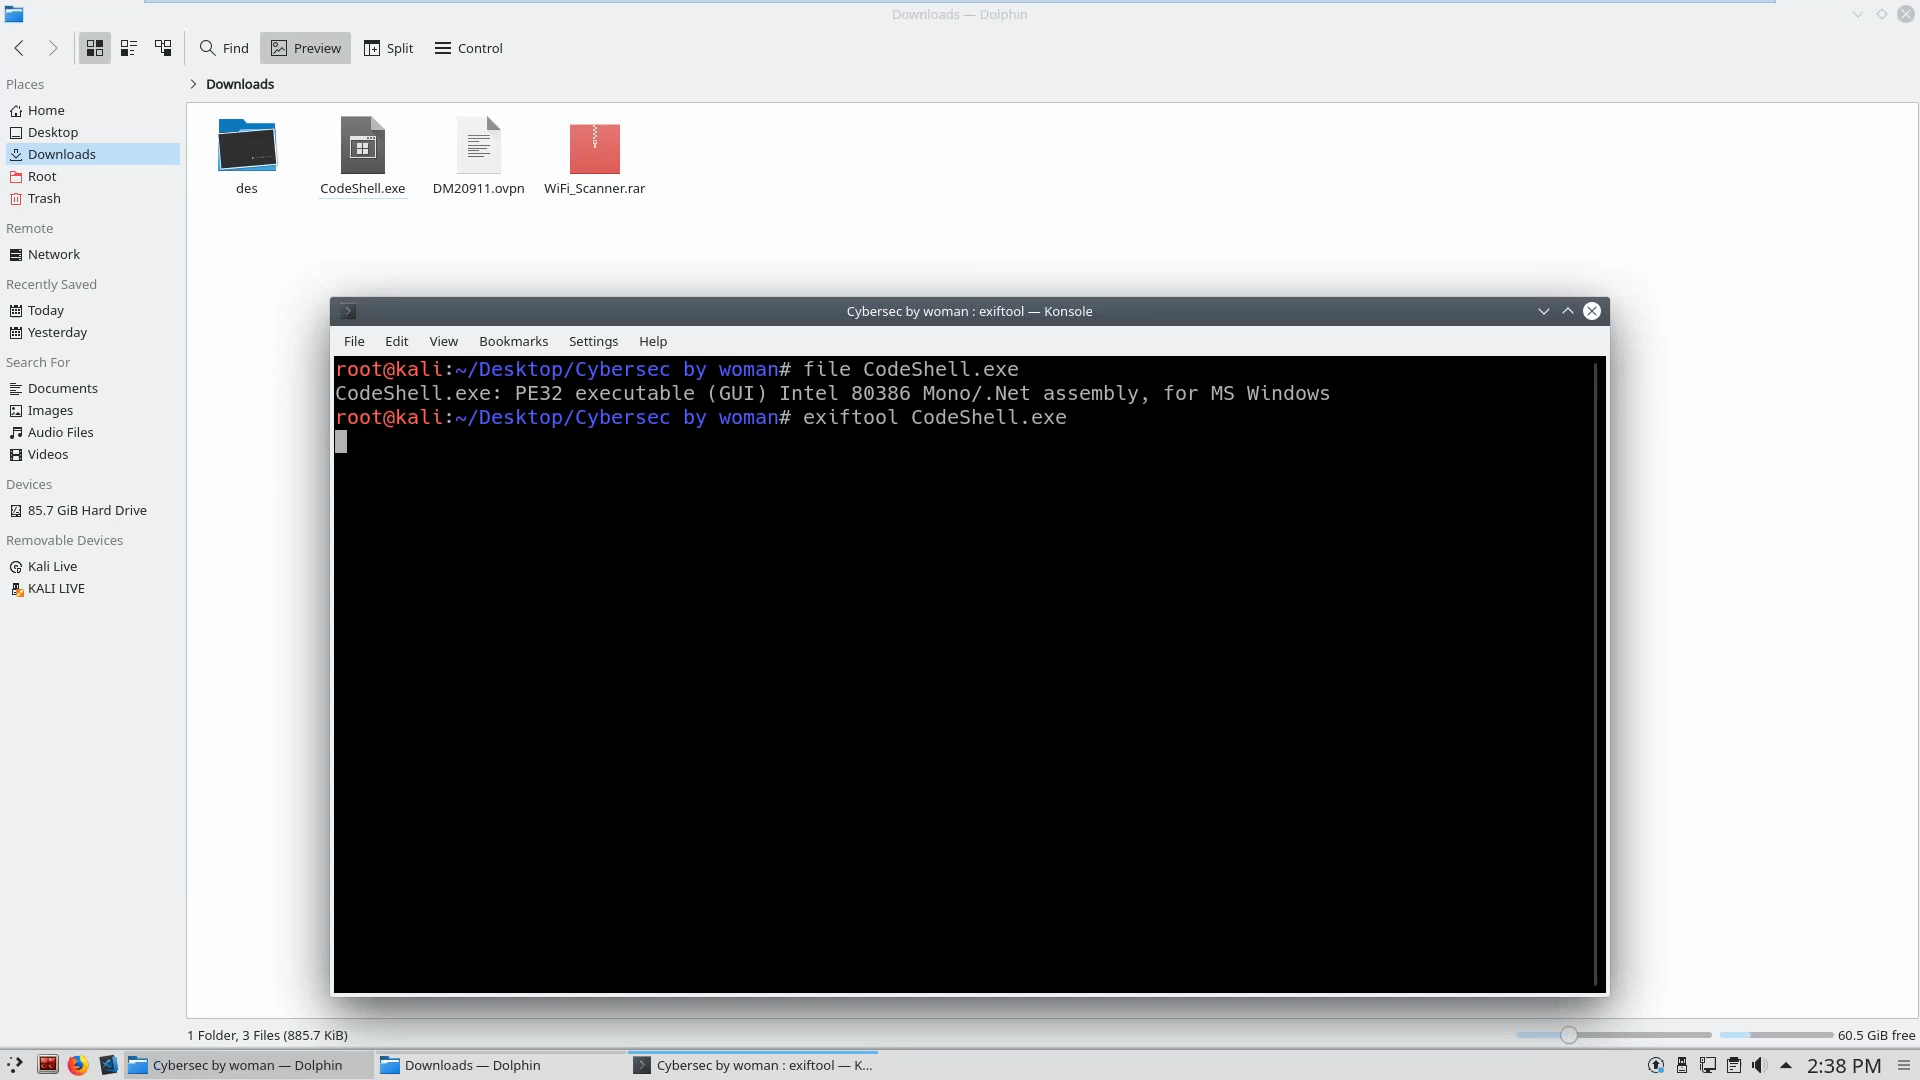 Downloads — Dolphin
Find Preview Split Control
Places
Home
Desktop
Downloads
Root
Trash
Remote
Network
Recently Saved
Today
Yesterday
Search For
Documents
Images
Audio Files
Videos
Devices
85.7 GiB Hard Drive
Removable Devices
Kali Live
KALI LIVE
Downloads
des
CodeShell.exe
DM20911.ovpn
WiFi_Scanner.rar
Cybersec by woman : exiftool — Konsole
File Edit View Bookmarks Settings Help
root@kali:~/Desktop/Cybersec by woman# file CodeShell.exe
CodeShell.exe: PE32 executable (GUI) Intel 80386 Mono/.Net assembly, for MS Windows
root@kali:~/Desktop/Cybersec by woman# exiftool CodeShell.exe
1 Folder, 3 Files (885.7 KiB)
60.5 GiB free
Cybersec by woman — Dolphin
Downloads — Dolphin
Cybersec by woman : exiftool — K...
2:38 PM